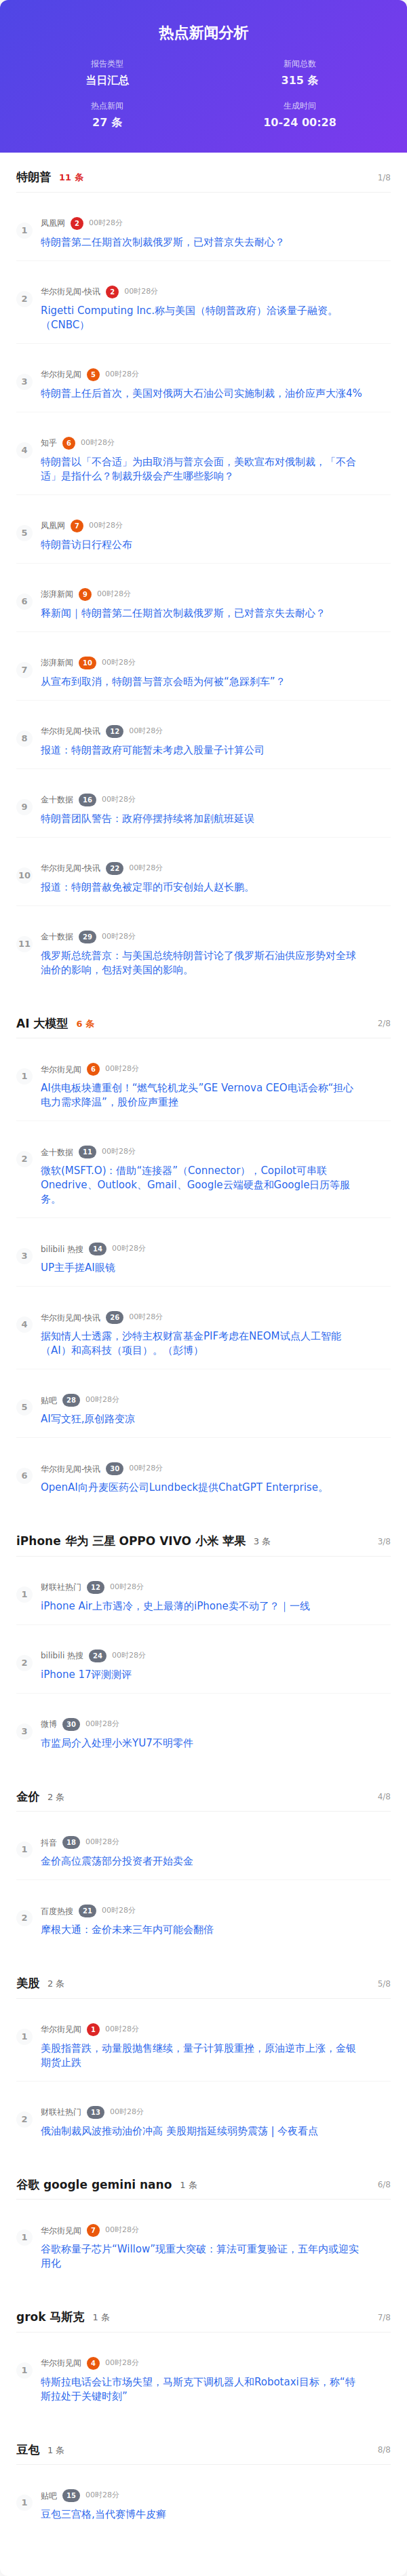 热点新闻分析
报告类型
当日汇总
新闻总数
315 条
热点新闻
27 条
生成时间
10-24 00:28
特朗普 11 条 1/8
1
凤凰网 2 00时28分
特朗普第二任期首次制裁俄罗斯，已对普京失去耐心？
2
华尔街见闻-快讯 2 00时28分
Rigetti Computing Inc.称与美国（特朗普政府）洽谈量子融资。
（CNBC）
3
华尔街见闻 5 00时28分
特朗普上任后首次，美国对俄两大石油公司实施制裁，油价应声大涨4%
4
知乎 6 00时28分
特朗普以「不合适」为由取消与普京会面，美欧宣布对俄制裁，「不合
适」是指什么？制裁升级会产生哪些影响？
5
凤凰网 7 00时28分
特朗普访日行程公布
6
澎湃新闻 9 00时28分
释新闻｜特朗普第二任期首次制裁俄罗斯，已对普京失去耐心？
7
澎湃新闻 10 00时28分
从宣布到取消，特朗普与普京会晤为何被“急踩刹车”？
8
华尔街见闻-快讯 12 00时28分
报道：特朗普政府可能暂未考虑入股量子计算公司
9
金十数据 16 00时28分
特朗普团队警告：政府停摆持续将加剧航班延误
10
华尔街见闻-快讯 22 00时28分
报道：特朗普赦免被定罪的币安创始人赵长鹏。
11
金十数据 29 00时28分
俄罗斯总统普京：与美国总统特朗普讨论了俄罗斯石油供应形势对全球
油价的影响，包括对美国的影响。
AI 大模型 6 条 2/8
1
华尔街见闻 6 00时28分
AI供电板块遭重创！“燃气轮机龙头”GE Vernova CEO电话会称“担心
电力需求降温”，股价应声重挫
2
金十数据 11 00时28分
微软(MSFT.O)：借助“连接器”（Connector），Copilot可串联
Onedrive、Outlook、Gmail、Google云端硬盘和Google日历等服
务。
3
bilibili 热搜 14 00时28分
UP主手搓AI眼镜
4
华尔街见闻-快讯 26 00时28分
据知情人士透露，沙特主权财富基金PIF考虑在NEOM试点人工智能
（AI）和高科技（项目）。（彭博）
5
贴吧 28 00时28分
AI写文狂,原创路变凉
6
华尔街见闻-快讯 30 00时28分
OpenAI向丹麦医药公司Lundbeck提供ChatGPT Enterprise。
iPhone 华为 三星 OPPO VIVO 小米 苹果 3 条 3/8
1
财联社热门 12 00时28分
iPhone Air上市遇冷，史上最薄的iPhone卖不动了？｜一线
2
bilibili 热搜 24 00时28分
iPhone 17评测测评
3
微博 30 00时28分
市监局介入处理小米YU7不明零件
金价 2 条 4/8
1
抖音 18 00时28分
金价高位震荡部分投资者开始卖金
2
百度热搜 21 00时28分
摩根大通：金价未来三年内可能会翻倍
美股 2 条 5/8
1
华尔街见闻 1 00时28分
美股指普跌，动量股抛售继续，量子计算股重挫，原油逆市上涨，金银
期货止跌
2
财联社热门 13 00时28分
俄油制裁风波推动油价冲高 美股期指延续弱势震荡 | 今夜看点
谷歌 google gemini nano 1 条 6/8
1
华尔街见闻 7 00时28分
谷歌称量子芯片“Willow”现重大突破：算法可重复验证，五年内或迎实
用化
grok 马斯克 1 条 7/8
1
华尔街见闻 4 00时28分
特斯拉电话会让市场失望，马斯克下调机器人和Robotaxi目标，称“特
斯拉处于关键时刻”
豆包 1 条 8/8
1
贴吧 15 00时28分
豆包三宫格,当代赛博牛皮癣